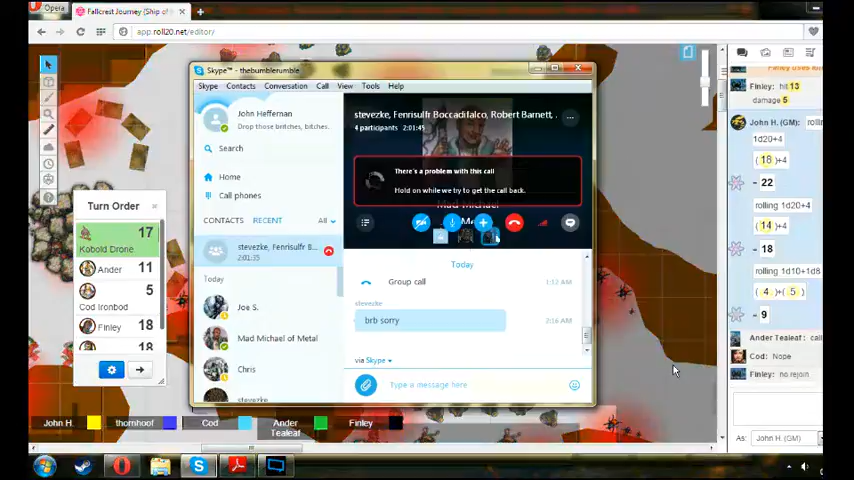 Opera
Fallcrest Journey (Ship of
app.roll20.net/editory
Skype™ - thebumblerumble
Skype Contacts Conversation Call View Tools Help
John Heffernan
Drop those britches, bitches.
Search
Home
Call phones
CONTACTS RECENT All
stevezke, Fenrisulfr B...
2:01:35
Today
Joe S.
Mad Michael of Metal
Chris
stevezke
stevezke, Fenrisulfr Boccadifalco, Robert Barnett,
4 participants 2:01:45
There's a problem with this call
Hold on while we try to get the call back.
Today
Group call 1:12 AM
stevezke
brb sorry 2:16 AM
via Skype
Type a message here
Turn Order
17
Kobold Drone
Ander 11
5
Cod Ironbod
Finley 18
18
John H. thornhoof Cod Ander Tealeaf Finley
Finley:
hit 13
damage 5
John H. (GM): rolling
1d20+4
(18)+4
= 22
rolling 1d20+4
(14)+4
= 18
rolling 1d10+1d8
(4)+(5)
= 9
Ander Tealeaf: call
Cod: Nope
Finley: no rejoin
As: John H. (GM)